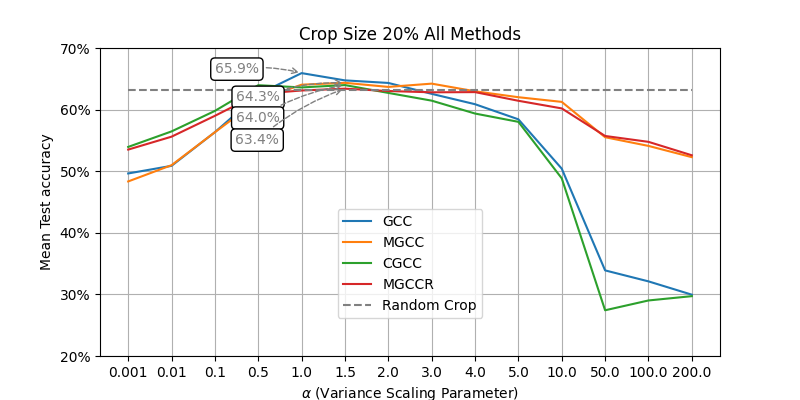 Crop Size 20% All Methods
70%
60%
50%
40%
30%
20%
Mean Test accuracy
65.9%
64.3%
64.0%
63.4%
GCC
MGCC
CGCC
MGCCR
Random Crop
0.001 0.01 0.1 0.5 1.0 1.5 2.0 3.0 4.0 5.0 10.0 50.0 100.0 200.0
α (Variance Scaling Parameter)